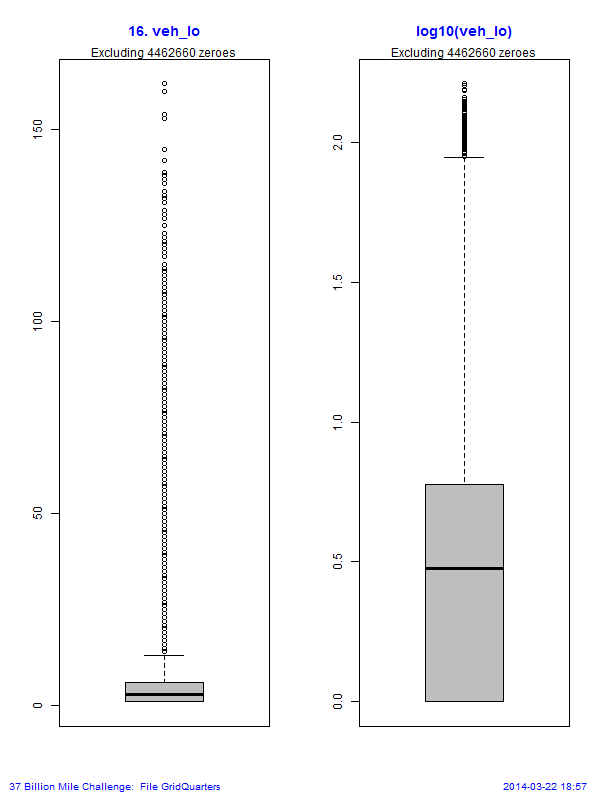 16. veh_lo
Excluding 4462660 zeroes
150
100
50
0
log10(veh_lo)
Excluding 4462660 zeroes
2.0
1.5
1.0
0.5
0.0
37 Billion Mile Challenge: File GridQuarters
2014-03-22 18:57